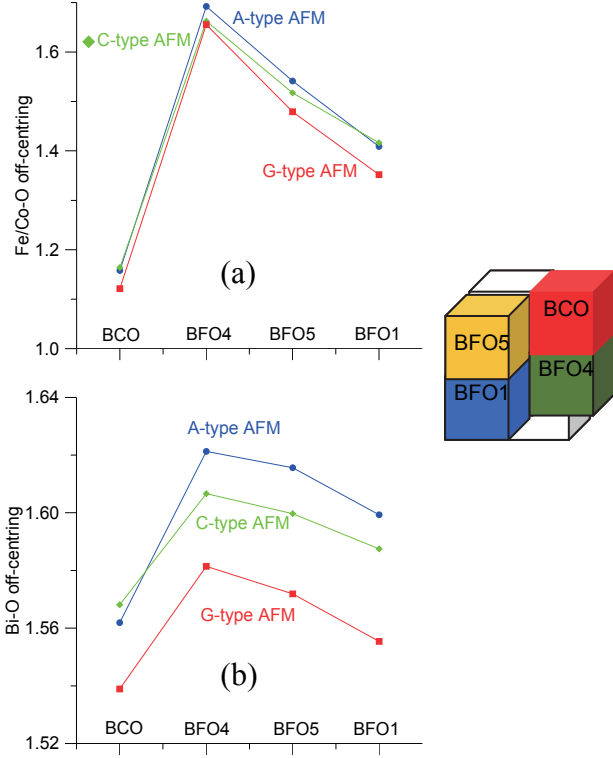 A-type AFM
1.6
C-type AFM
Fe/Co-O off-centring
1.4
G-type AFM
1.2
(a)
BCO BFO4 BFO5 BFO1
1.0
BCO
BFO5
BFO4
BFO1
1.64
A-type AFM
1.60
C-type AFM
Bi-O off-centring
G-type AFM
1.56
(b)
BCO BFO4 BFO5 BFO1
1.52